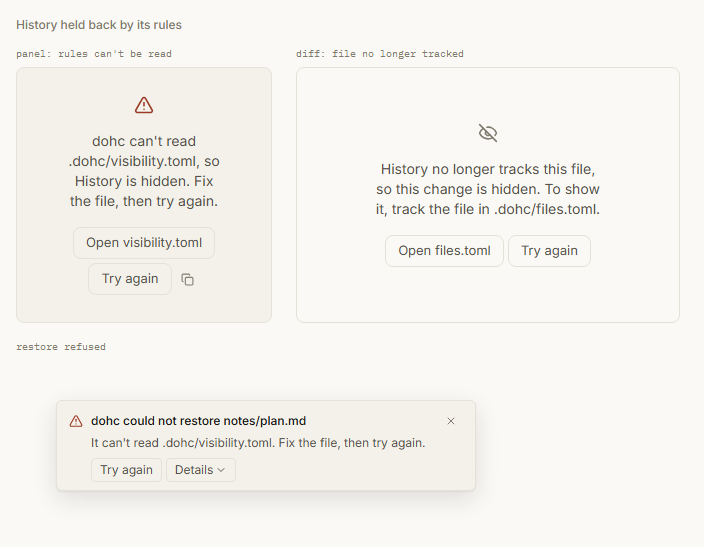 History held back by its rules
panel: rules can't be read
diff: file no longer tracked
dohc can't read
.dohc/visibility.toml, so
History is hidden. Fix
the file, then try again.
Open visibility.toml
Try again
History no longer tracks this file,
so this change is hidden. To show
it, track the file in .dohc/files.toml.
Open files.toml
Try again
restore refused
dohc could not restore notes/plan.md
It can't read .dohc/visibility.toml. Fix the file, then try again.
Try again
Details